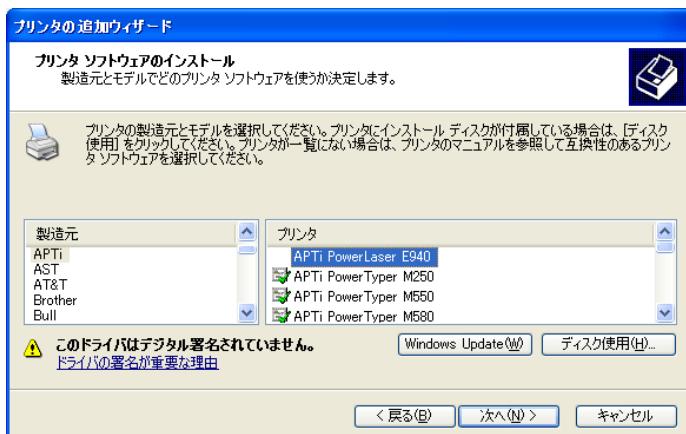 プリンタの追加ウィザード
プリンタ ソフトウェアのインストール
製造元とモデルでどのプリンタ ソフトウェアを使うか決定します。
プリンタの製造元とモデルを選択してください。プリンタにインストール ディスクが付属している場合は、[ディスク
使用] をクリックしてください。プリンタが一覧にない場合は、プリンタのマニュアルを参照して互換性のあるプリン
タ ソフトウェアを選択してください。
製造元
APTi
AST
AT&T
Brother
Bull
プリンタ
APTi PowerLaser E940
APTi PowerTyper M250
APTi PowerTyper M550
APTi PowerTyper M580
このドライバはデジタル署名されていません。
ドライバの署名が重要な理由
Windows Update(W)
ディスク使用(H)...
< 戻る(B)
次へ(N) >
キャンセル